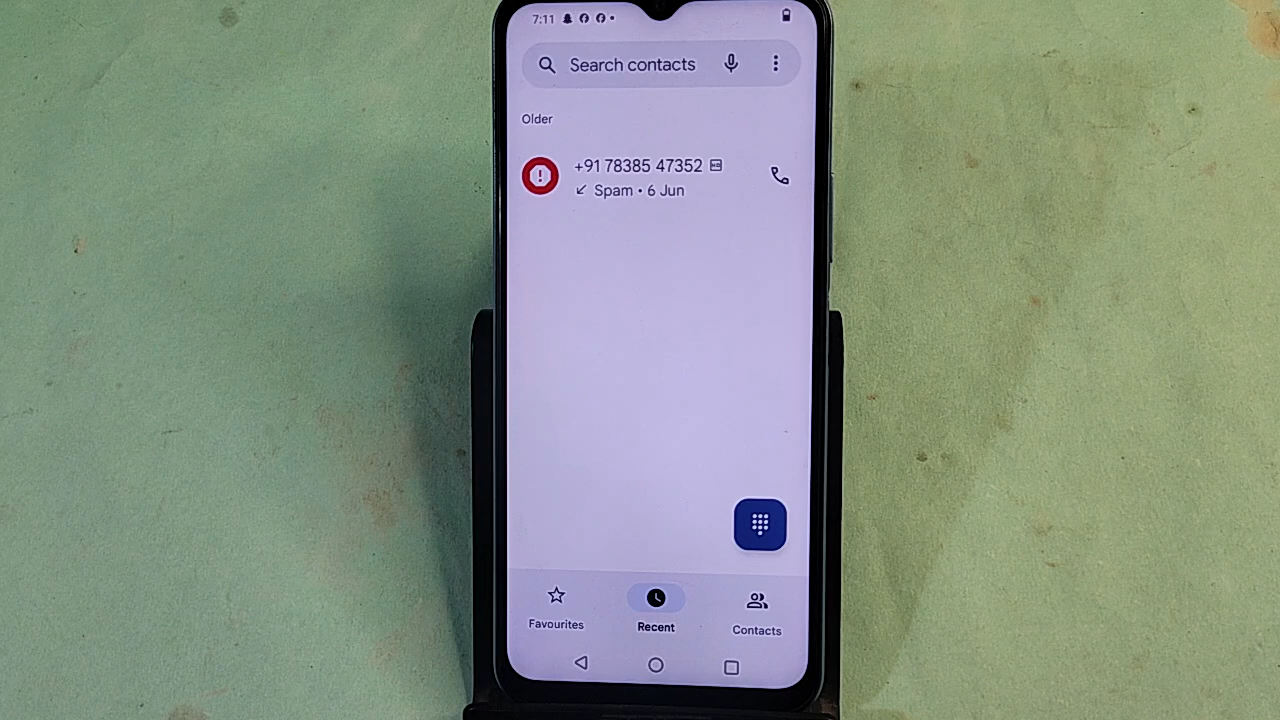 7:11
Search contacts
Older
+91 78385 47352
Spam • 6 Jun
Favourites
Recent
Contacts